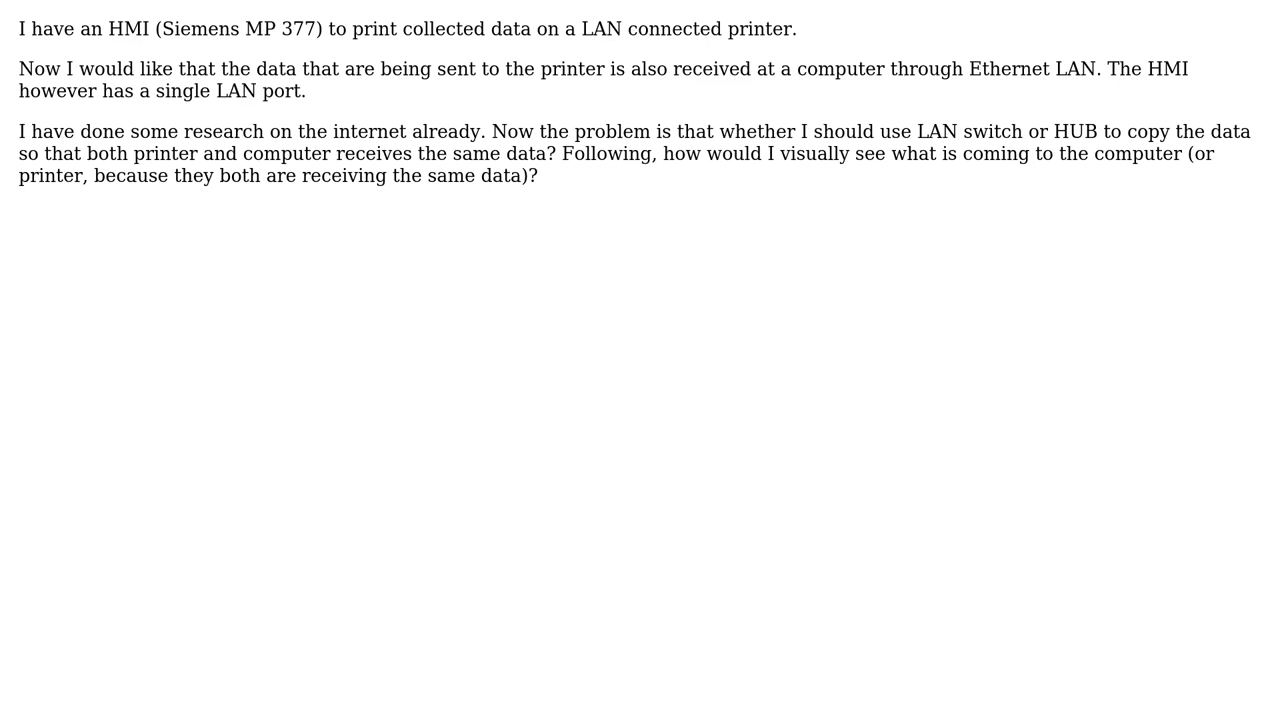 I have an HMI (Siemens MP 377) to print collected data on a LAN connected printer.
Now I would like that the data that are being sent to the printer is also received at a computer through Ethernet LAN. The HMI
however has a single LAN port.
I have done some research on the internet already. Now the problem is that whether I should use LAN switch or HUB to copy the data
so that both printer and computer receives the same data? Following, how would I visually see what is coming to the computer (or
printer, because they both are receiving the same data)?